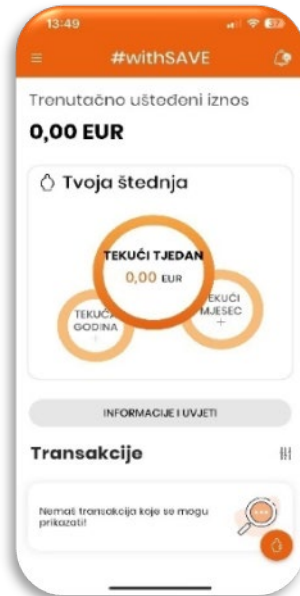 13:49
#withSAVE
Trenutačno ušteđeni iznos
0,00 EUR
Tvoja štednja
TEKUĆI TJEDAN
0,00 EUR
TEKUĆA
GODINA
TEKUĆI
MJESEC
+
INFORMACIJE I UVJETI
Transakcije
Nemaš transakcija koje se mogu
prikazati!